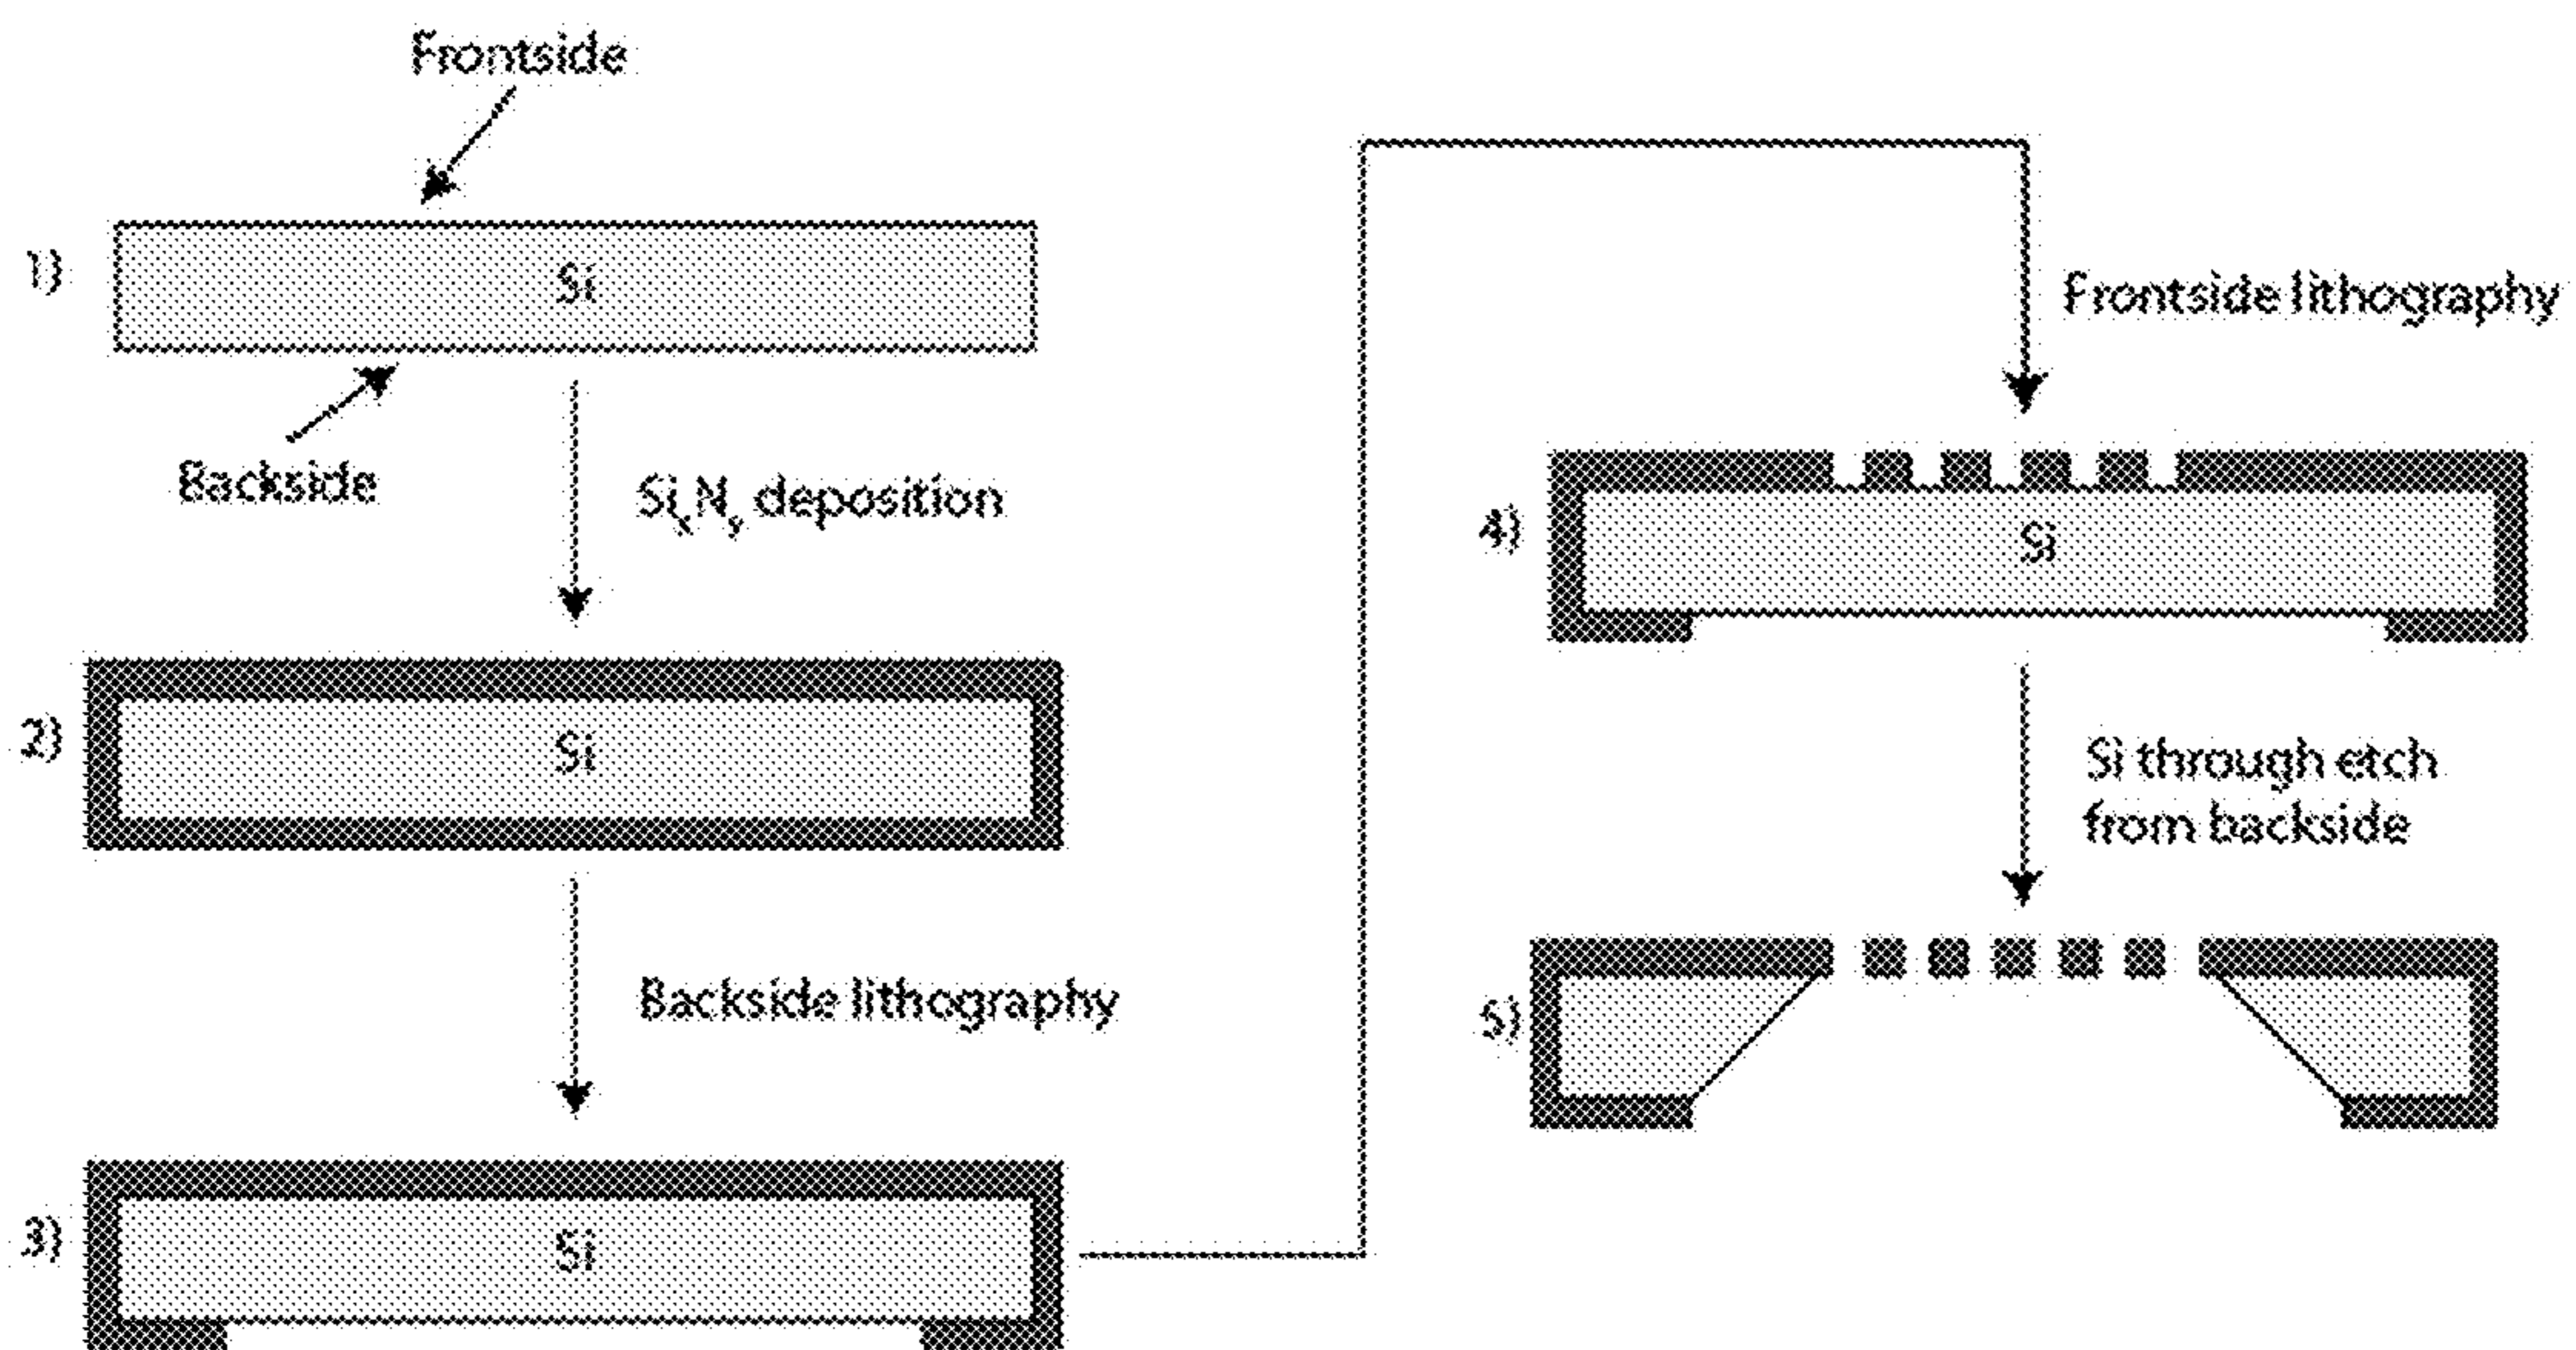 Frontside
1)
Si
Backside
SiₓNᵧ deposition
2)
Si
Backside lithography
3)
Si
Frontside lithography
4)
Si
Si through etch
from backside
5)